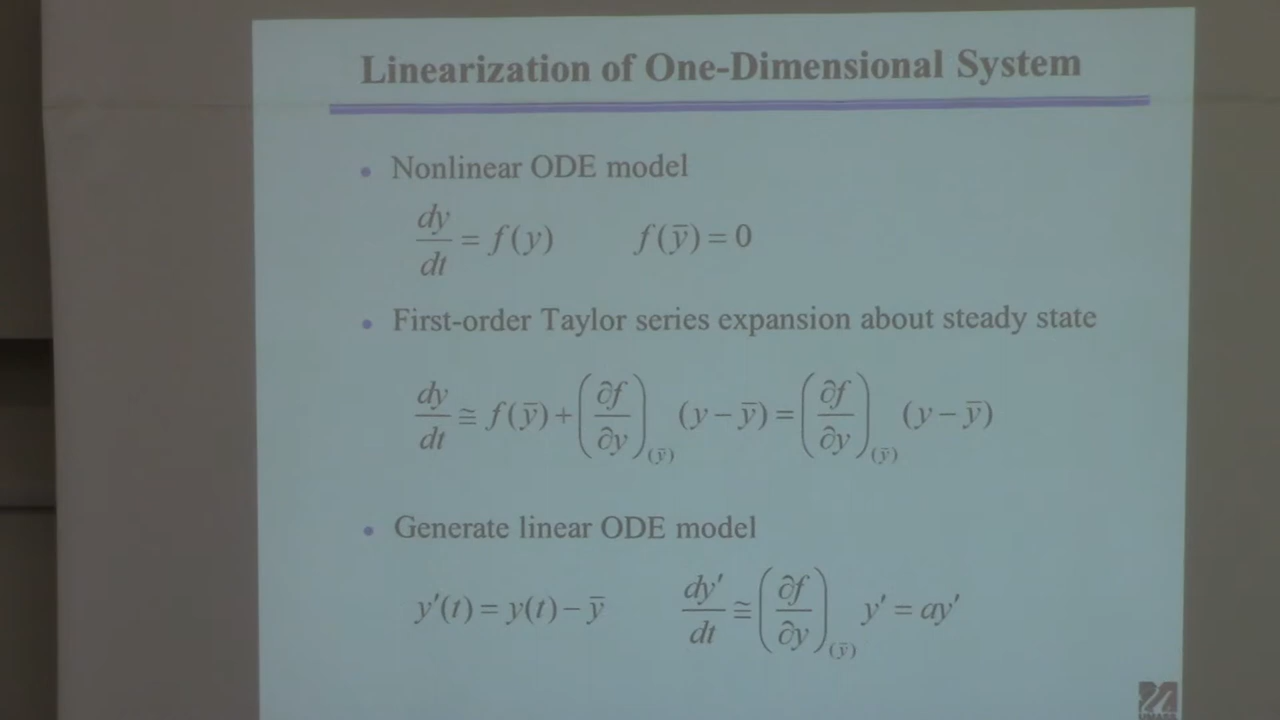 Linearization of One-Dimensional System
• Nonlinear ODE model
dy/dt = f(y)    f(ȳ) = 0
• First-order Taylor series expansion about steady state
dy/dt ≅ f(ȳ) + (∂f/∂y)_(ȳ) (y − ȳ) = (∂f/∂y)_(ȳ) (y − ȳ)
• Generate linear ODE model
y′(t) = y(t) − ȳ    dy′/dt ≅ (∂f/∂y)_(ȳ) y′ = ay′